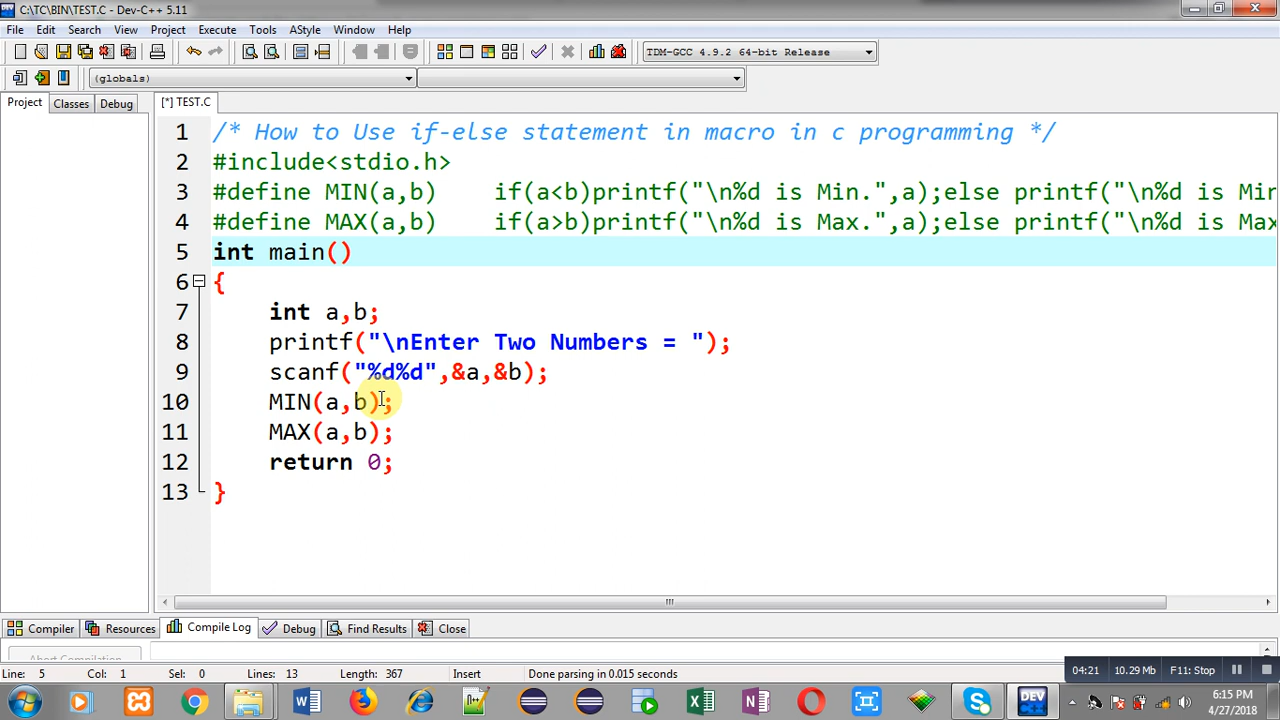 C:\TC\BIN\TEST.C - Dev-C++ 5.11
File Edit Search View Project Execute Tools AStyle Window Help
TDM-GCC 4.9.2 64-bit Release
(globals)
Project Classes Debug [*] TEST.C
1 /* How to Use if-else statement in macro in c programming */
2 #include<stdio.h>
3 #define MIN(a,b) if(a<b)printf("\n%d is Min.",a);else printf("\n%d is Min
4 #define MAX(a,b) if(a>b)printf("\n%d is Max.",a);else printf("\n%d is Max
5 int main()
6 {
7 int a,b;
8 printf("\nEnter Two Numbers = ");
9 scanf("%d%d",&a,&b);
10 MIN(a,b);
11 MAX(a,b);
12 return 0;
13 }
Compiler Resources Compile Log Debug Find Results Close
Abort Compilation
Line: 5 Col: 1 Sel: 0 Lines: 13 Length: 367 Insert Done parsing in 0.015 seconds
04:21 10.29 Mb F11: Stop
DEV
6:15 PM
4/27/2018